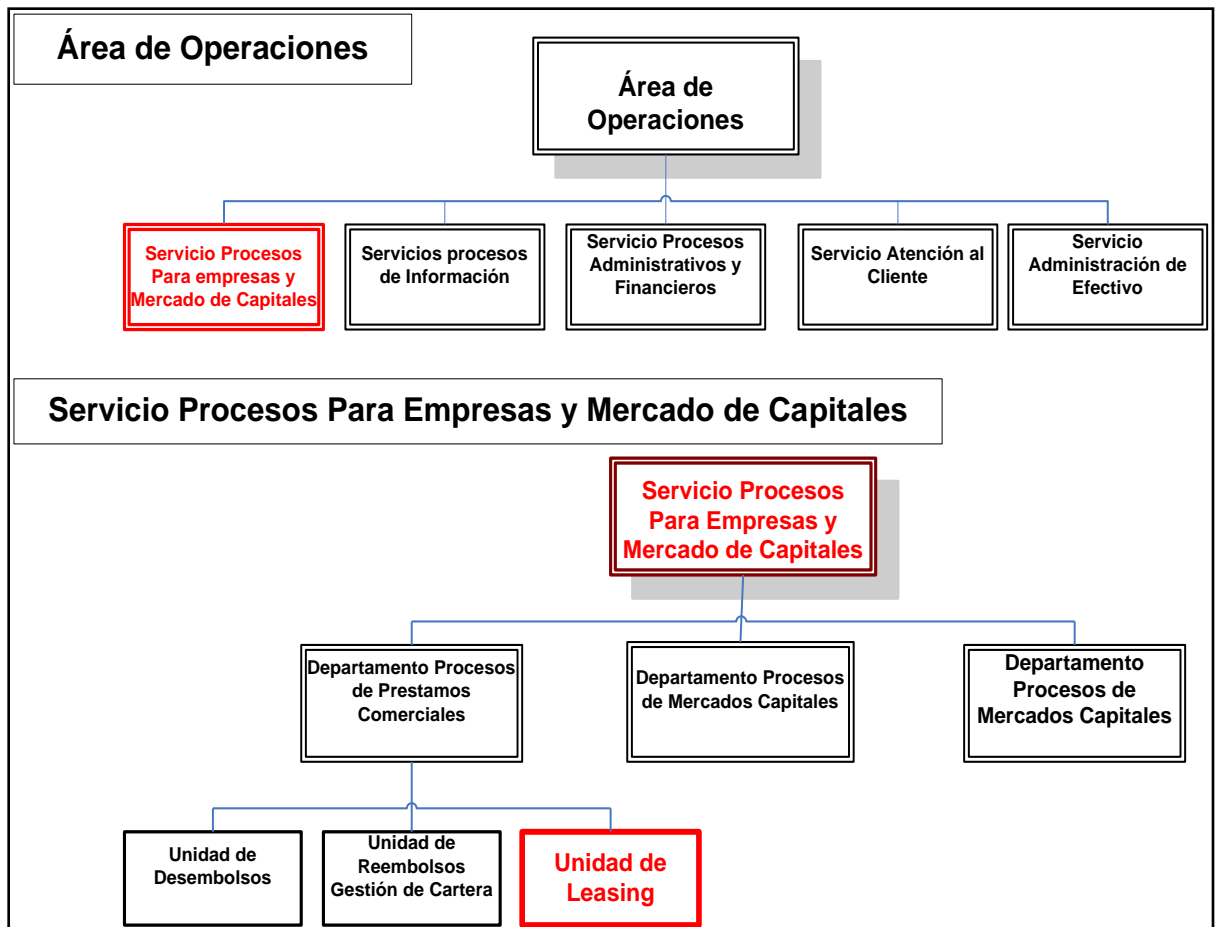 Área de Operaciones
Área de
Operaciones
Servicio Procesos
Para empresas y
Mercado de Capitales
Servicios procesos
de Información
Servicio Procesos
Administrativos y
Financieros
Servicio Atención al
Cliente
Servicio
Administración de
Efectivo
Servicio Procesos Para Empresas y Mercado de Capitales
Servicio Procesos
Para Empresas y
Mercado de Capitales
Departamento Procesos
de Prestamos
Comerciales
Departamento Procesos
de Mercados Capitales
Departamento
Procesos de
Mercados Capitales
Unidad de
Desembolsos
Unidad de
Reembolsos
Gestión de Cartera
Unidad de
Leasing